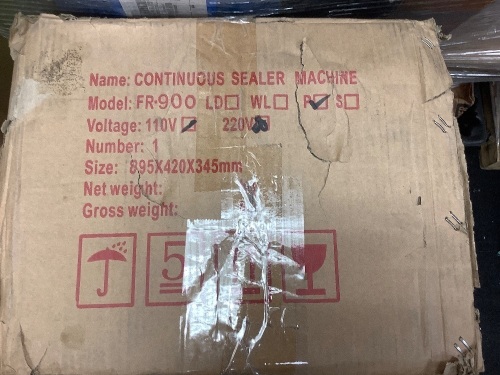 Name: CONTINUOUS SEALER MACHINE
Model: FR-900 LD☐ WL☐ P☑ S☐
Voltage: 110V☑ 220V☒
Number: 1
Size: 895X420X345mm
Net weight:
Gross weight:
5